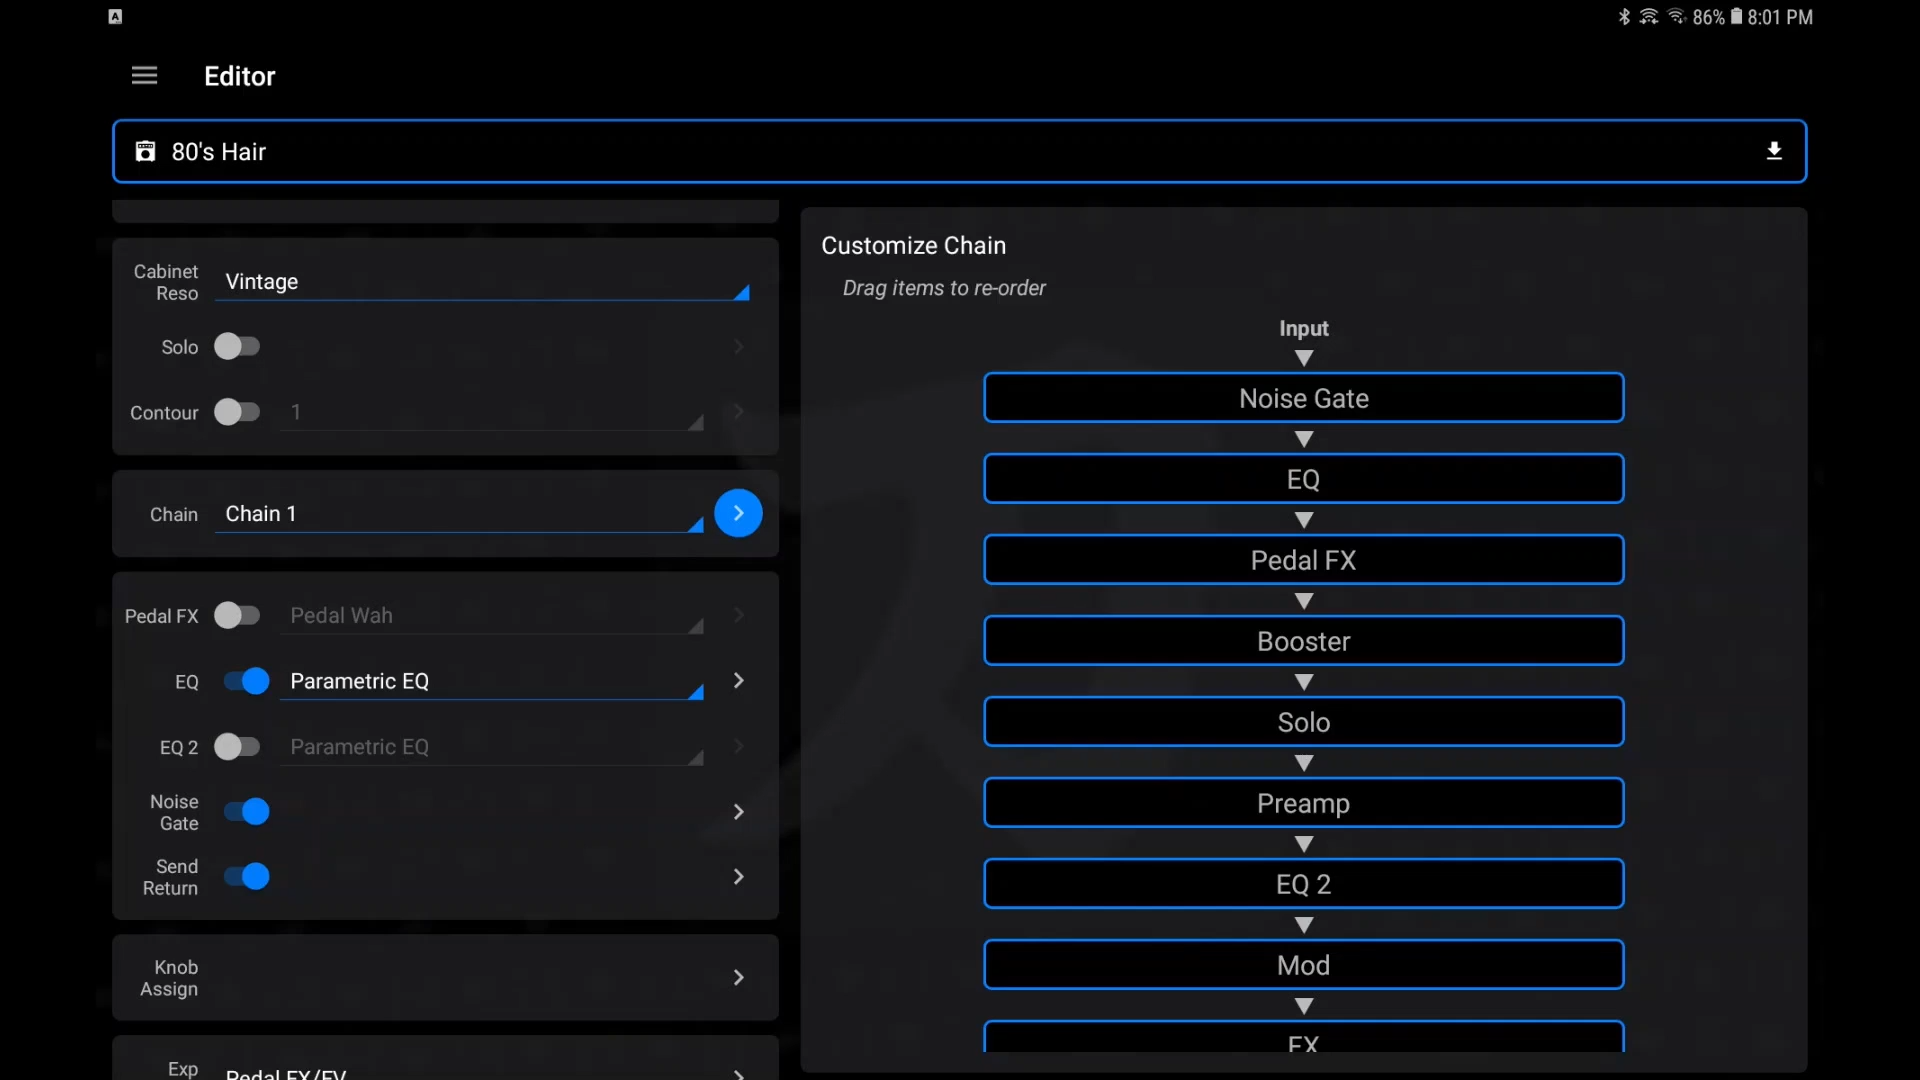 A
86% 8:01 PM
Editor
80's Hair
Cabinet
Reso
Vintage
Solo
Contour
1
Chain
Chain 1
Pedal FX
Pedal Wah
EQ
Parametric EQ
EQ 2
Parametric EQ
Noise
Gate
Send
Return
Knob
Assign
Exp
Pedal FX/FV
Customize Chain
Drag items to re-order
Input
Noise Gate
EQ
Pedal FX
Booster
Solo
Preamp
EQ 2
Mod
FX